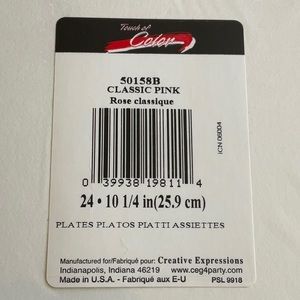 Touch of
Color
50158B
CLASSIC PINK
Rose classique
ICN 06004
0 39938 19811 4
24 • 10 1/4 in(25.9 cm)
PLATES PLATOS PIATTI ASSIETTES
Manufactured for/Fabriqué pour: Creative Expressions
Indianapolis, Indiana 46219 www.ceg4party.com
Made in U.S.A. - Fabriqué aux E-U PSL 9918